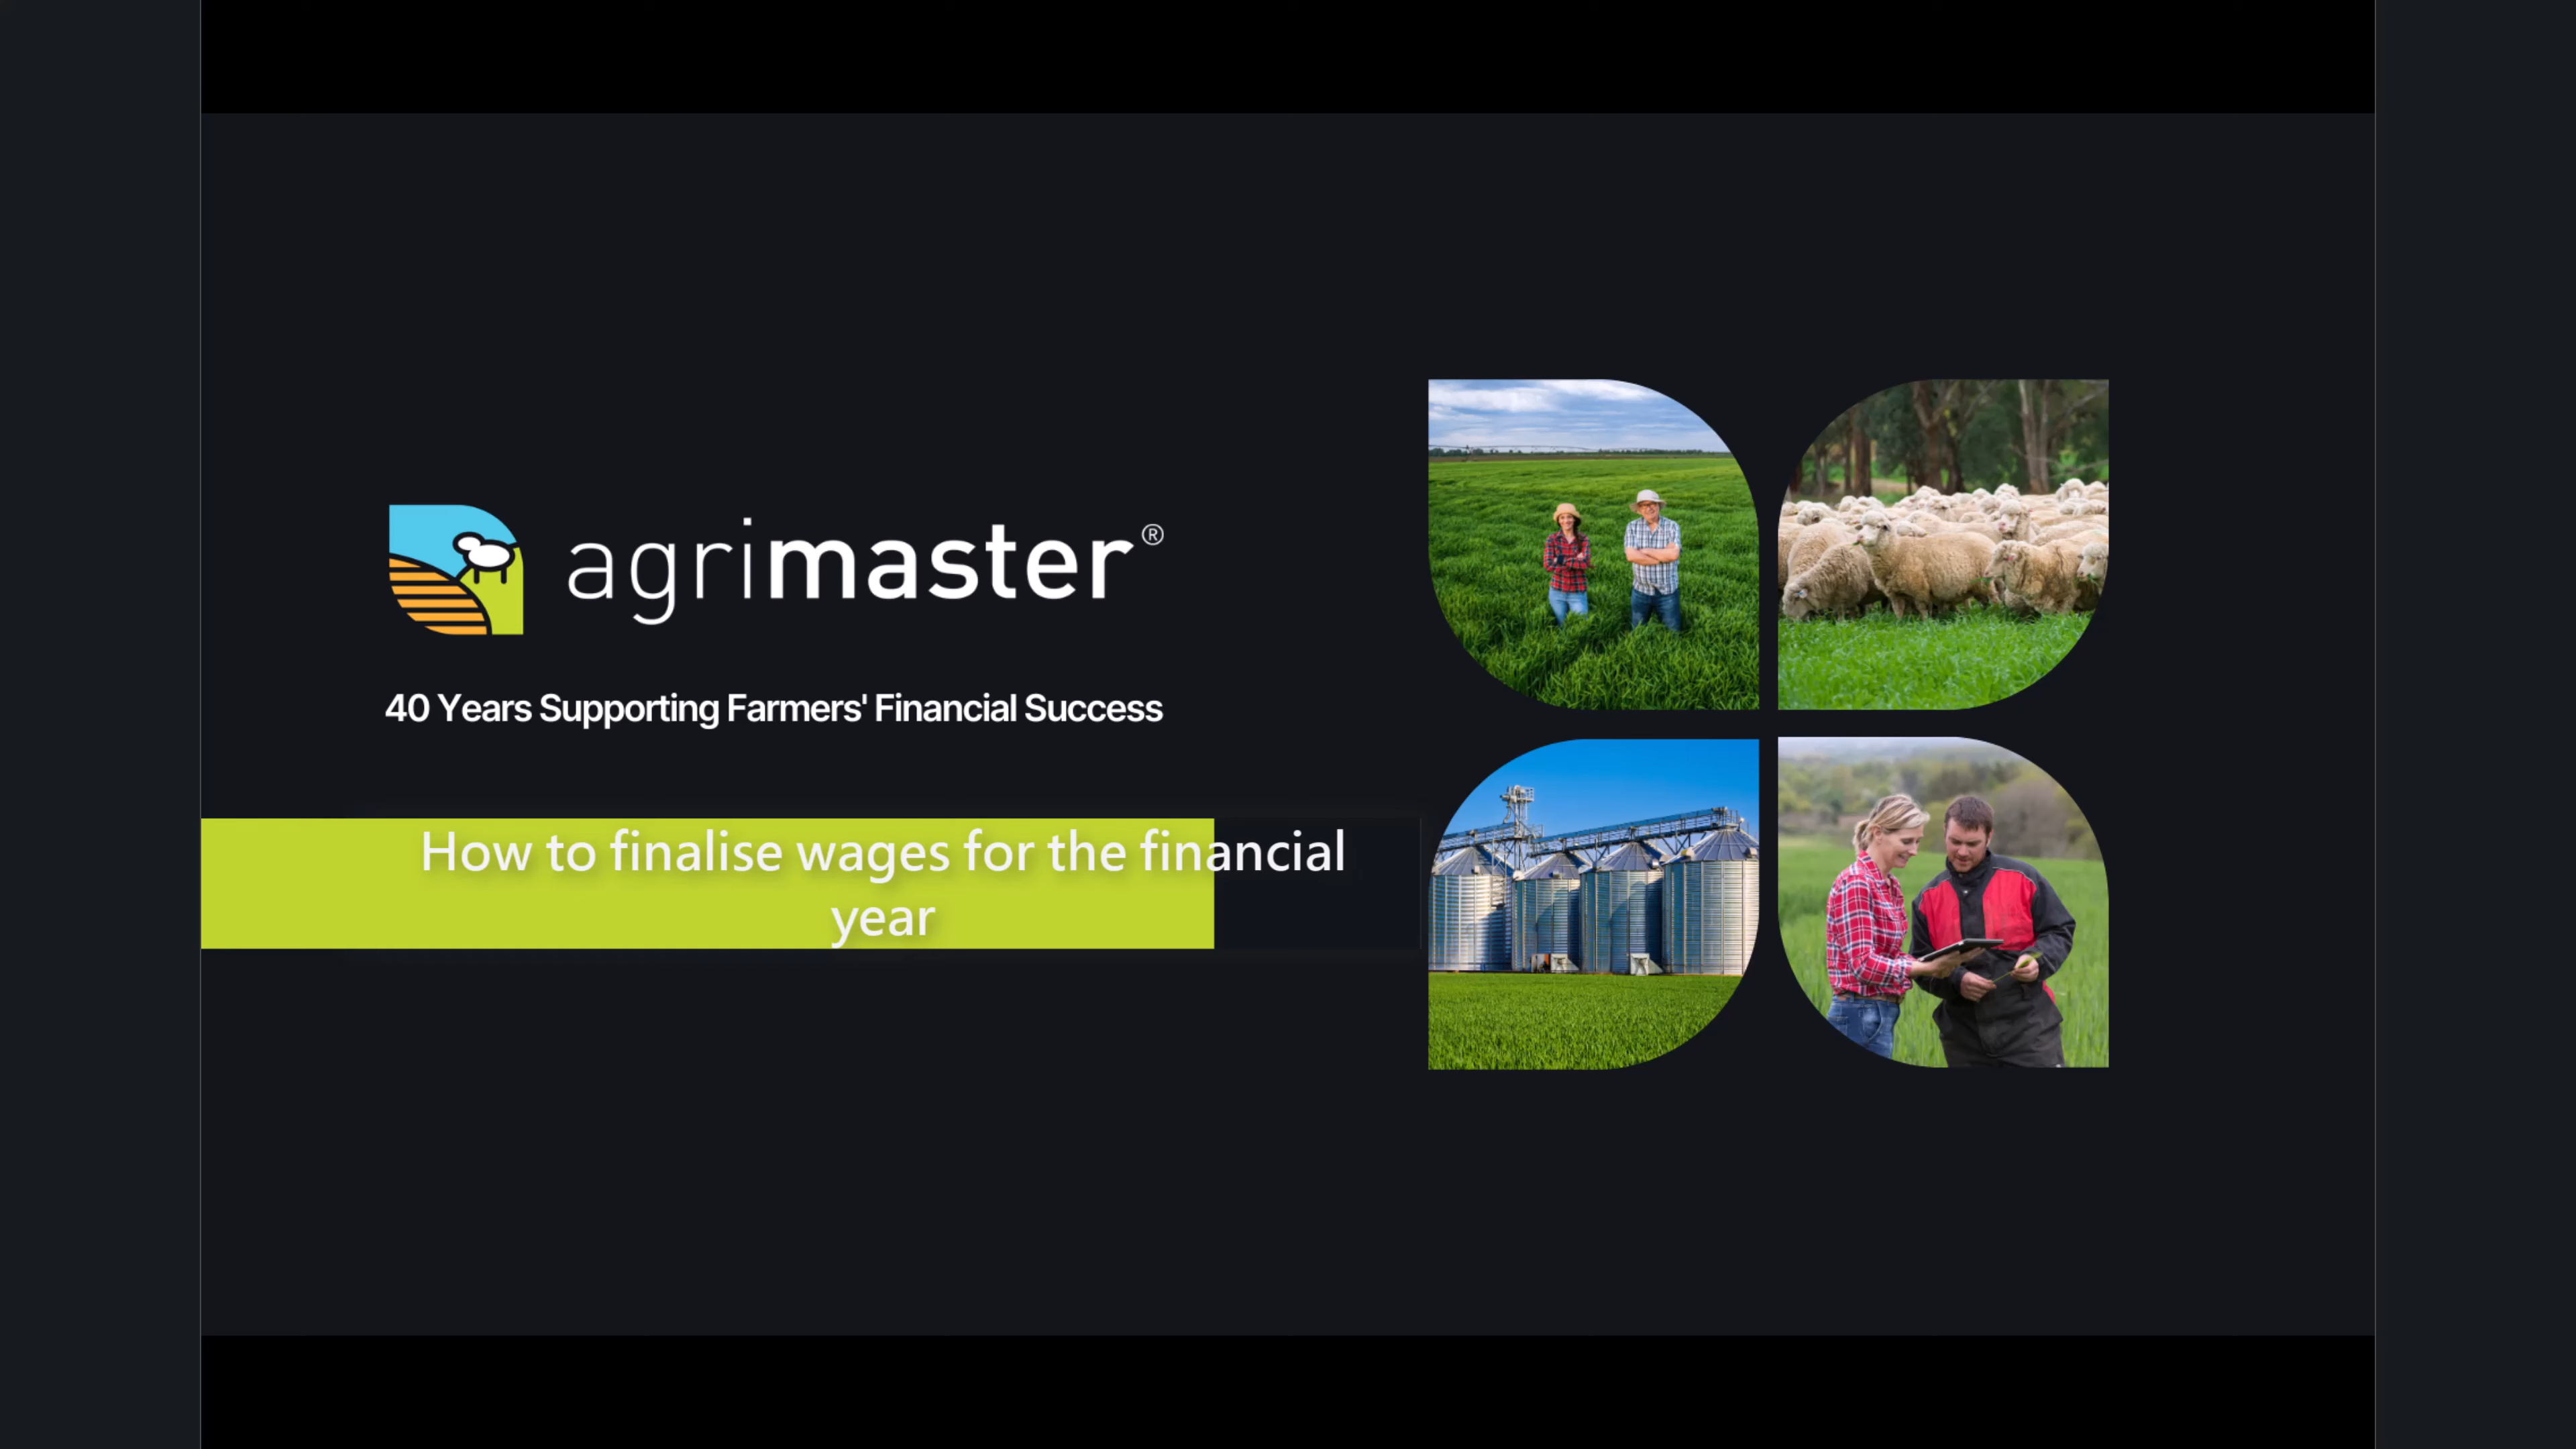 agrimaster®
40 Years Supporting Farmers' Financial Success
How to finalise wages for the financial
year